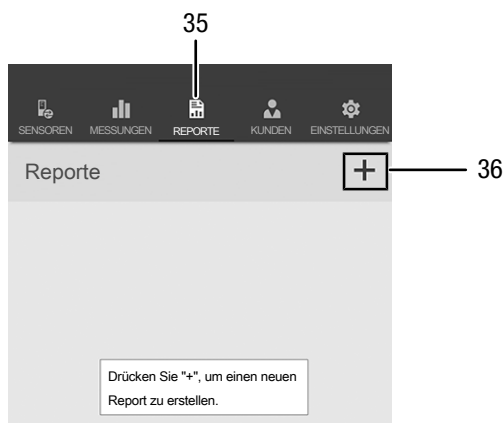 35
SENSOREN MESSUNGEN REPORTE KUNDEN EINSTELLUNGEN
Reporte +
36
Drücken Sie "+", um einen neuen
Report zu erstellen.